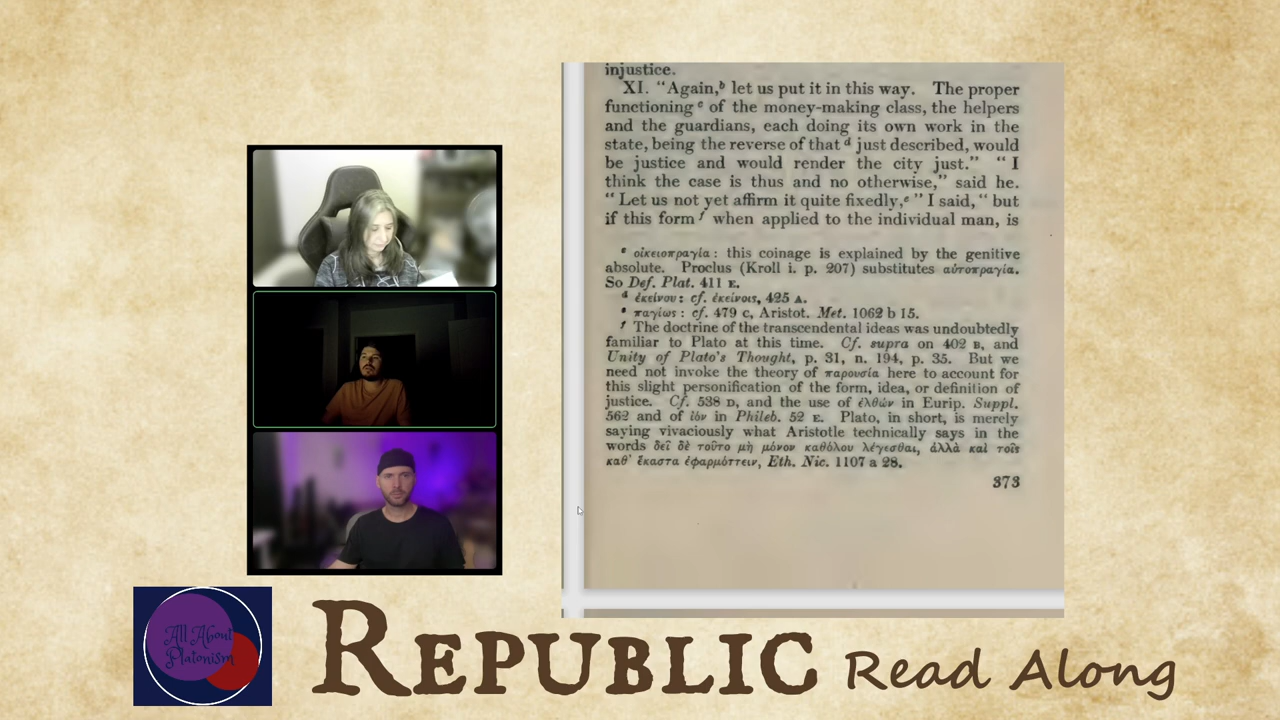 injustice.
XI. “Again,ᵇ let us put it in this way. The proper
functioning ᶜ of the money-making class, the helpers
and the guardians, each doing its own work in the
state, being the reverse of that ᵈ just described, would
be justice and would render the city just.” “ I
think the case is thus and no otherwise,” said he.
“ Let us not yet affirm it quite fixedly,ᵉ ” I said, “ but
if this form ᶠ when applied to the individual man, is
ᶜ οἰκειοπραγία : this coinage is explained by the genitive
absolute. Proclus (Kroll i. p. 207) substitutes αὐτοπραγία.
So Def. Plat. 411 E.
ᵈ ἐκείνου : cf. ἐκείνοις, 425 A.
ᵉ παγίως : cf. 479 C, Aristot. Met. 1062 b 15.
ᶠ The doctrine of the transcendental ideas was undoubtedly
familiar to Plato at this time. Cf. supra on 402 B, and
Unity of Plato's Thought, p. 31, n. 194, p. 35. But we
need not invoke the theory of παρουσία here to account for
this slight personification of the form, idea, or definition of
justice. Cf. 538 D, and the use of ἐλθών in Eurip. Suppl.
562 and of ἰόν in Phileb. 52 E. Plato, in short, is merely
saying vivaciously what Aristotle technically says in the
words δεῖ δὲ τοῦτο μὴ μόνον καθόλου λέγεσθαι, ἀλλὰ καὶ τοῖς
καθ' ἕκαστα ἐφαρμόττειν, Eth. Nic. 1107 a 28.
373
All About
Platonism
REPUBLIC Read Along